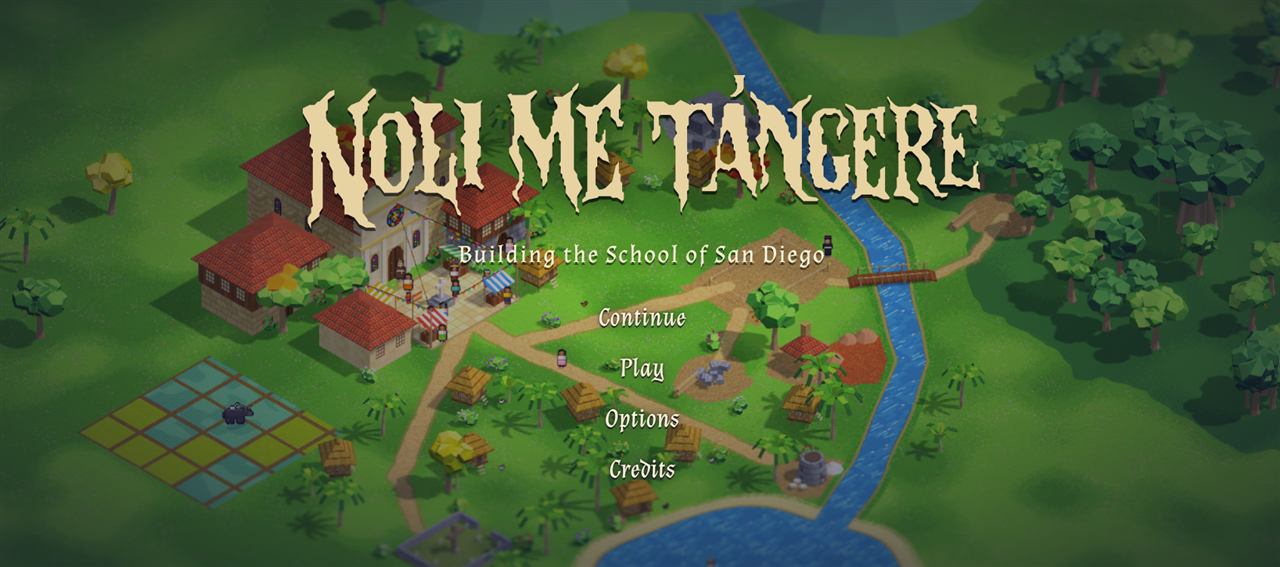 NOLI ME TÁNGERE
Building the School of San Diego
Continue
Play
Options
Credits